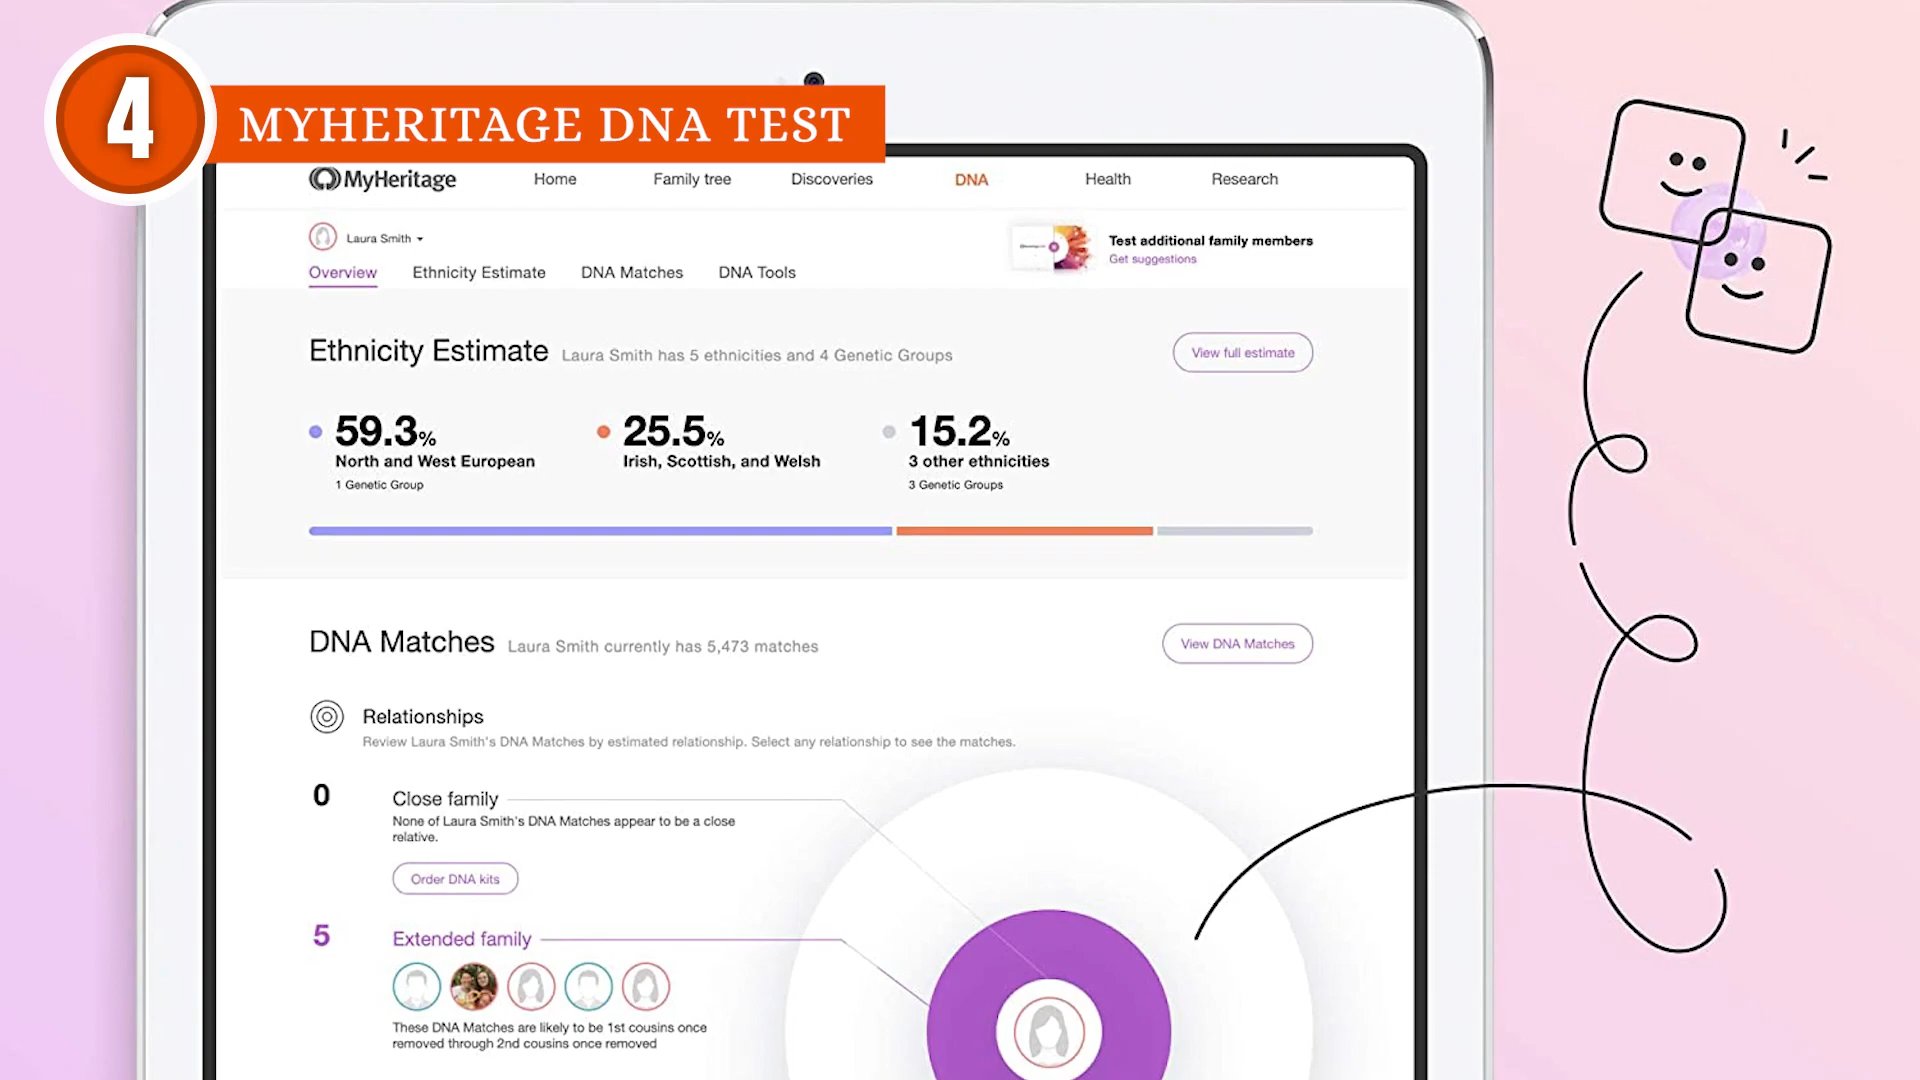 4
MYHERITAGE DNA TEST
MyHeritage Home Family tree Discoveries DNA Health Research
Laura Smith
Test additional family members
Get suggestions
Overview Ethnicity Estimate DNA Matches DNA Tools
Ethnicity Estimate Laura Smith has 5 ethnicities and 4 Genetic Groups View full estimate
59.3% 25.5% 15.2%
North and West European Irish, Scottish, and Welsh 3 other ethnicities
1 Genetic Group 3 Genetic Groups
DNA Matches Laura Smith currently has 5,473 matches View DNA Matches
Relationships
Review Laura Smith's DNA Matches by estimated relationship. Select any relationship to see the matches.
0 Close family
None of Laura Smith's DNA Matches appear to be a close
relative.
Order DNA kits
5 Extended family
These DNA Matches are likely to be 1st cousins once
removed through 2nd cousins once removed